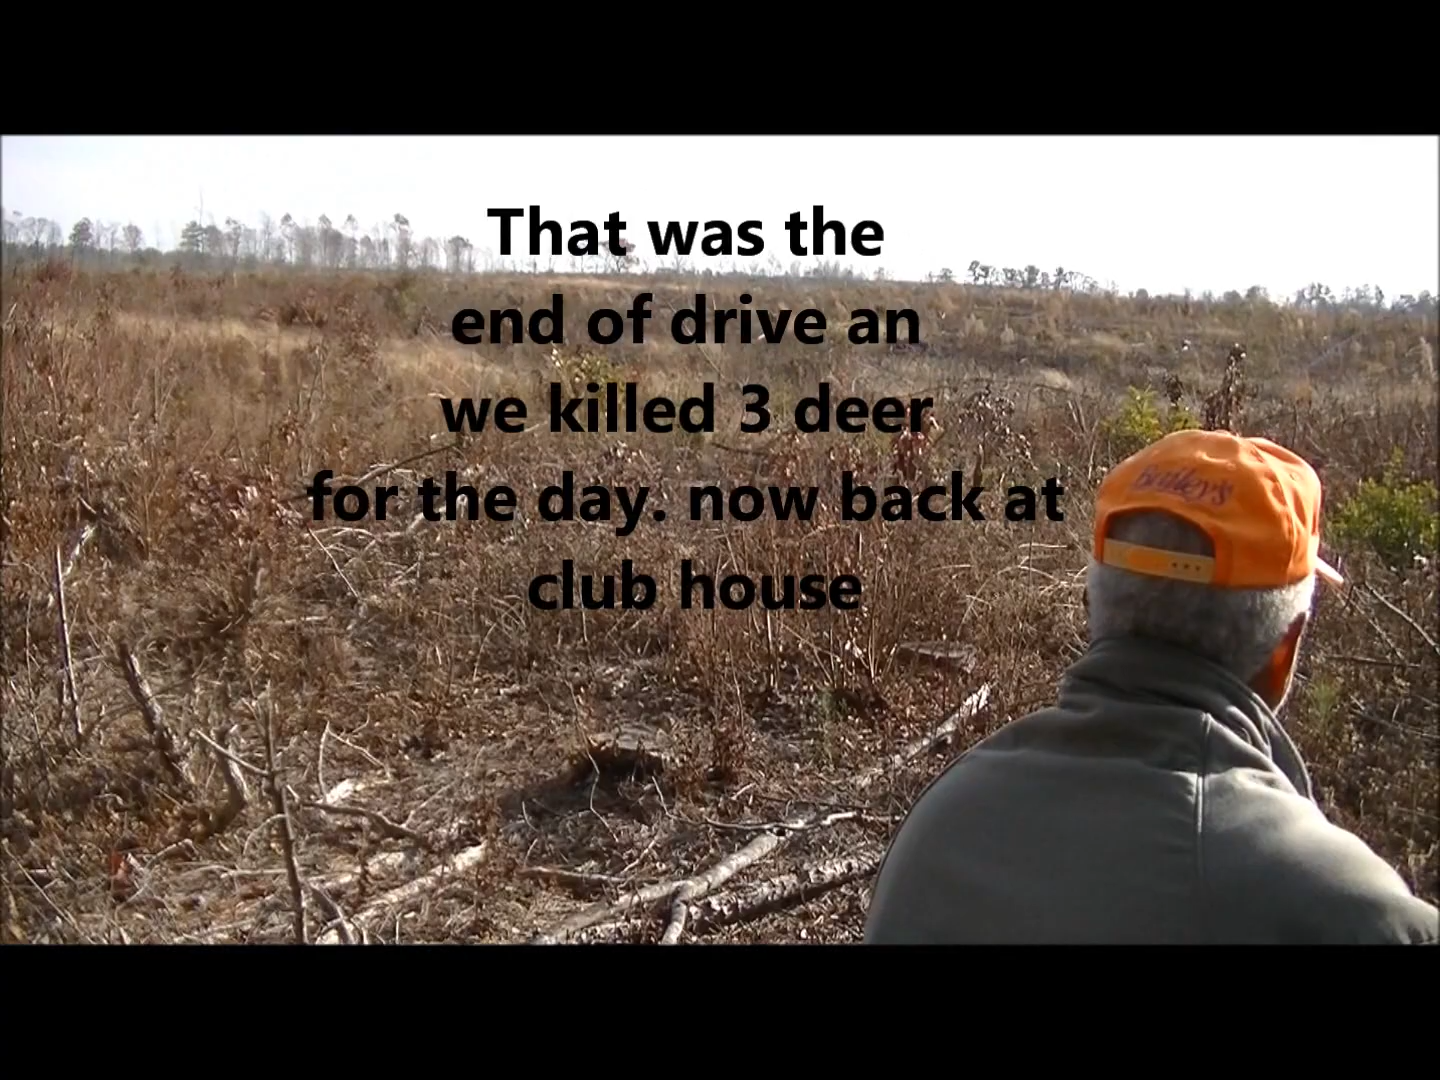 That was the
end of drive an
we killed 3 deer
for the day. now back at
club house